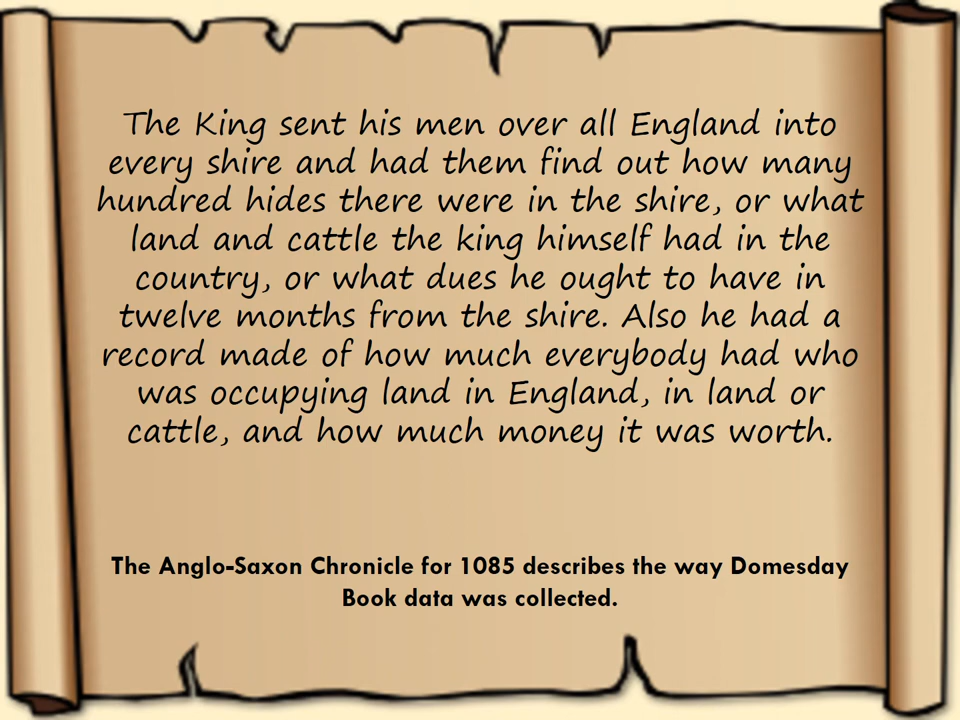 The King sent his men over all England into
every shire and had them find out how many
hundred hides there were in the shire, or what
land and cattle the king himself had in the
country, or what dues he ought to have in
twelve months from the shire. Also he had a
record made of how much everybody had who
was occupying land in England, in land or
cattle, and how much money it was worth.
The Anglo-Saxon Chronicle for 1085 describes the way Domesday
Book data was collected.